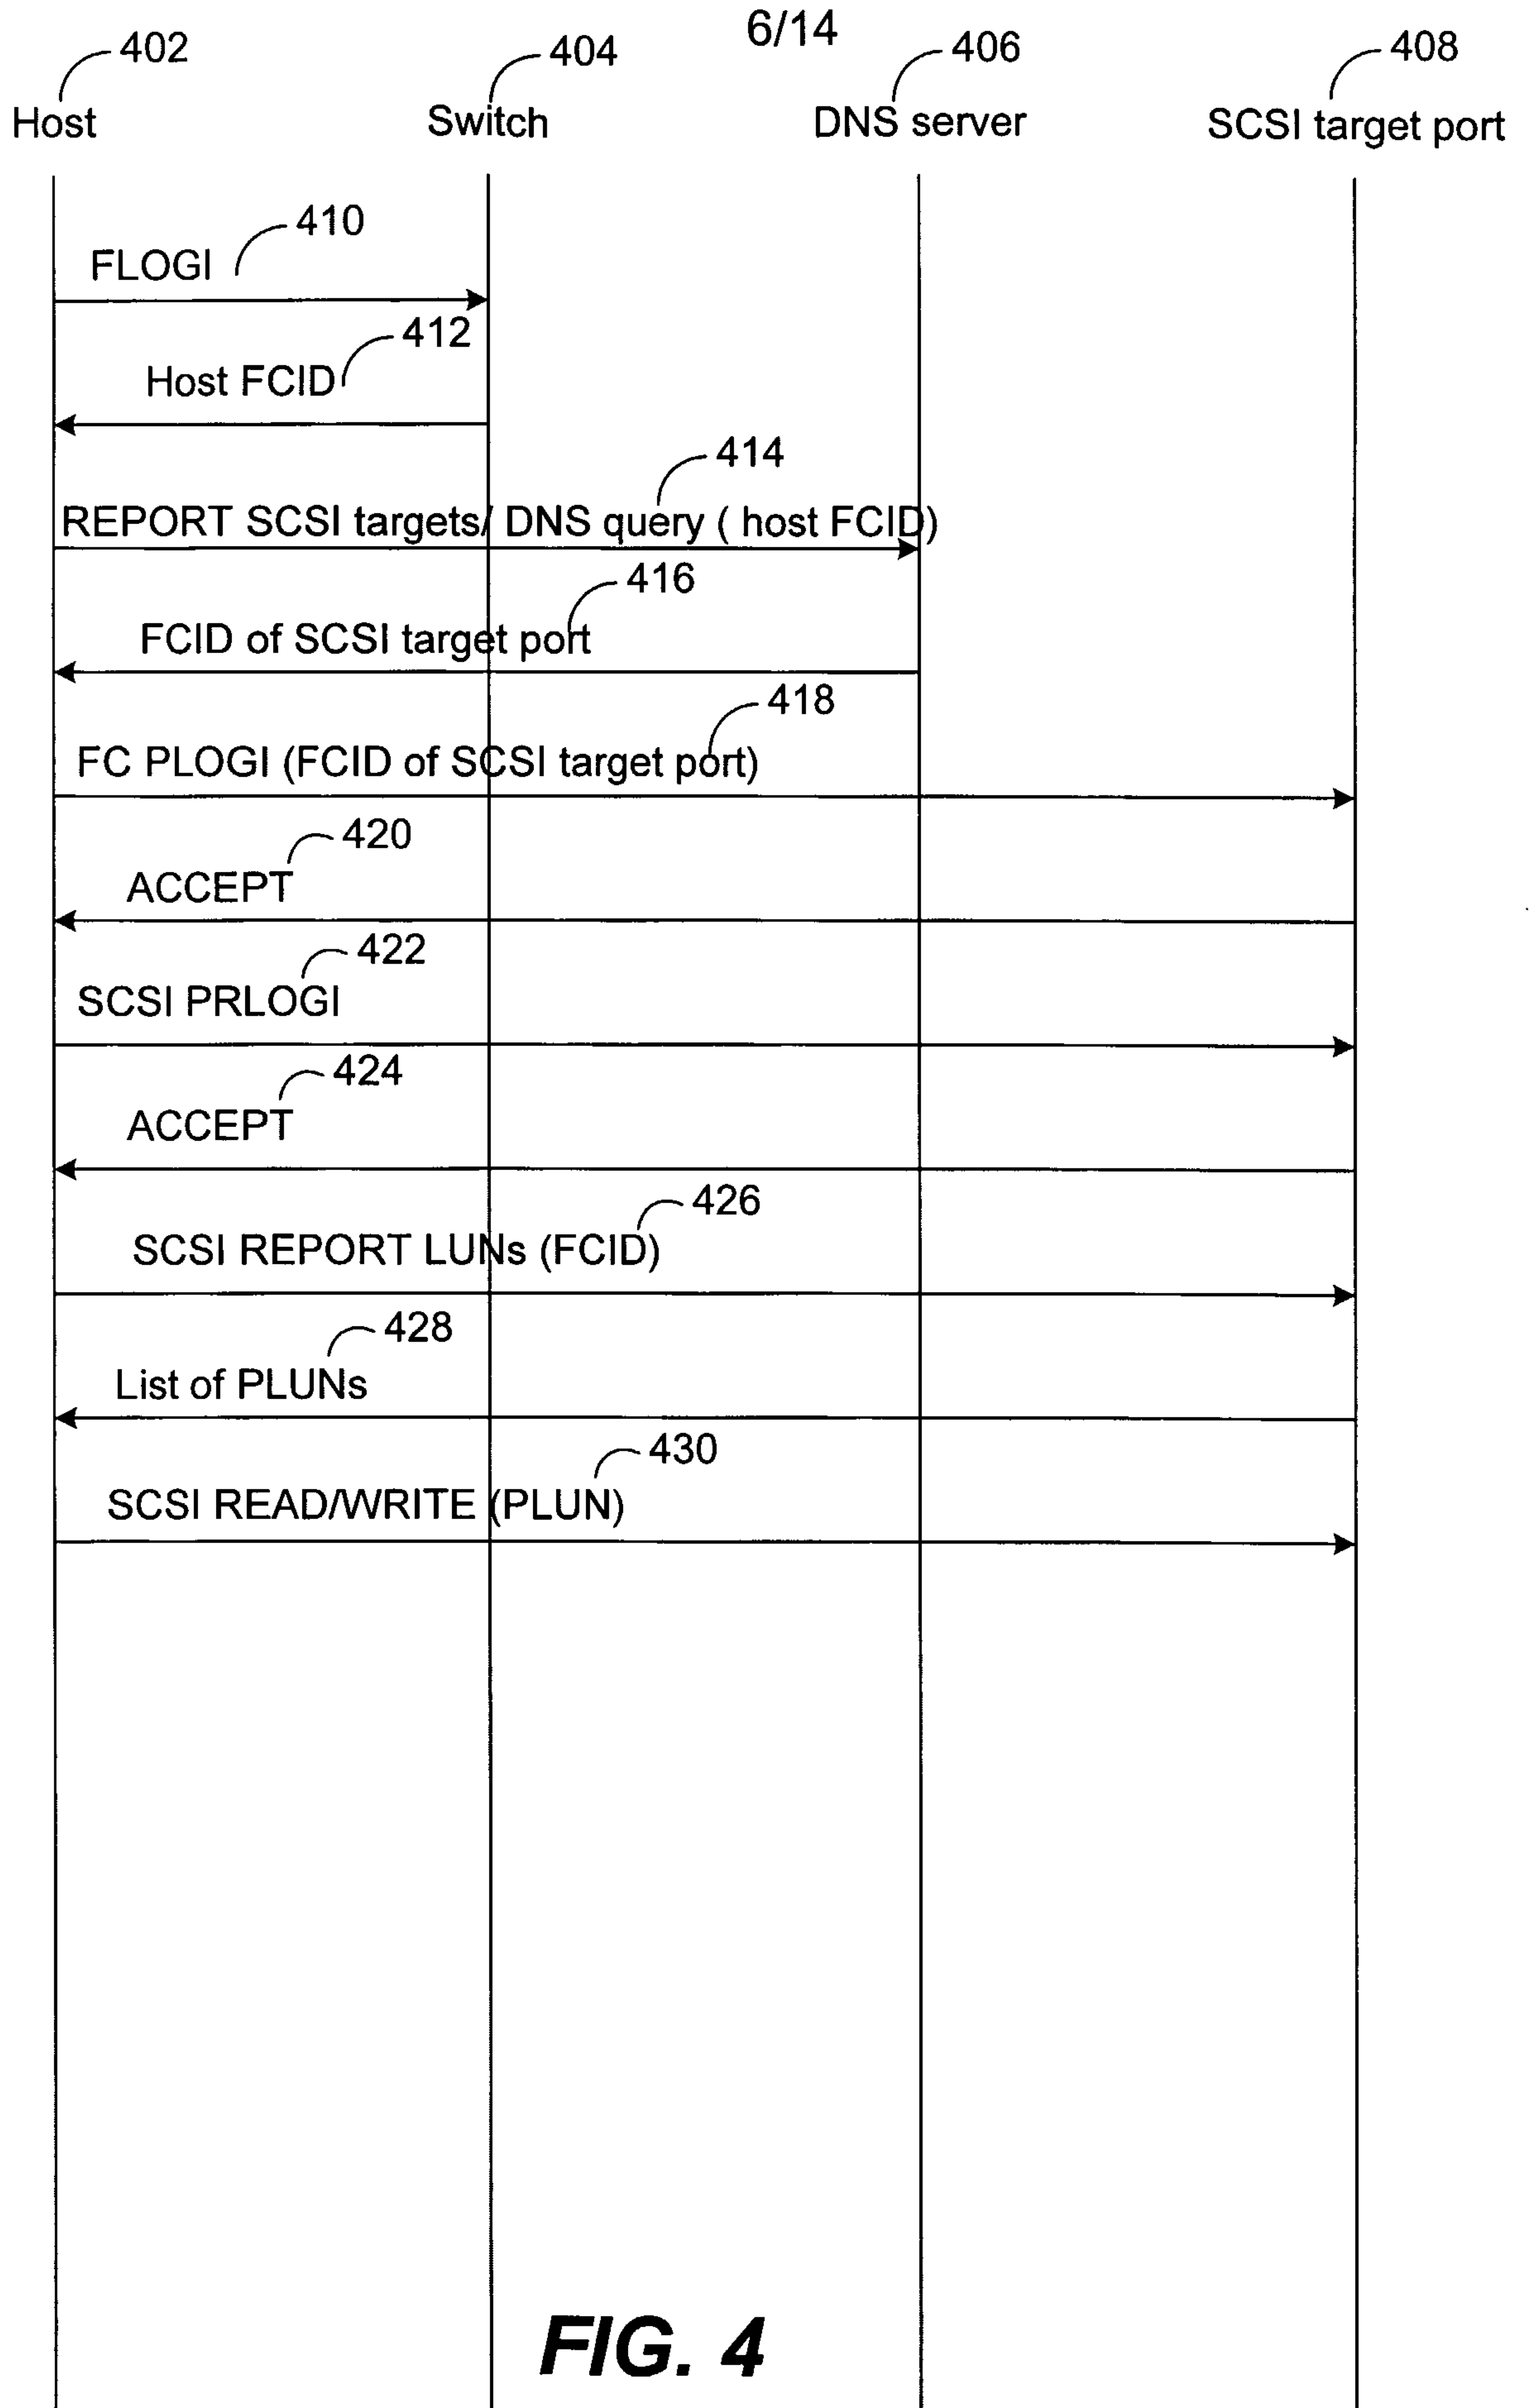 6/14
402
404
406
408
Host
Switch
DNS server
SCSI target port
410
FLOGI
412
Host FCID
414
REPORT SCSI targets/ DNS query ( host FCID)
416
FCID of SCSI target port
418
FC PLOGI (FCID of SCSI target port)
420
ACCEPT
422
SCSI PRLOGI
424
ACCEPT
426
SCSI REPORT LUNs (FCID)
428
List of PLUNs
430
SCSI READ/WRITE (PLUN)
FIG. 4